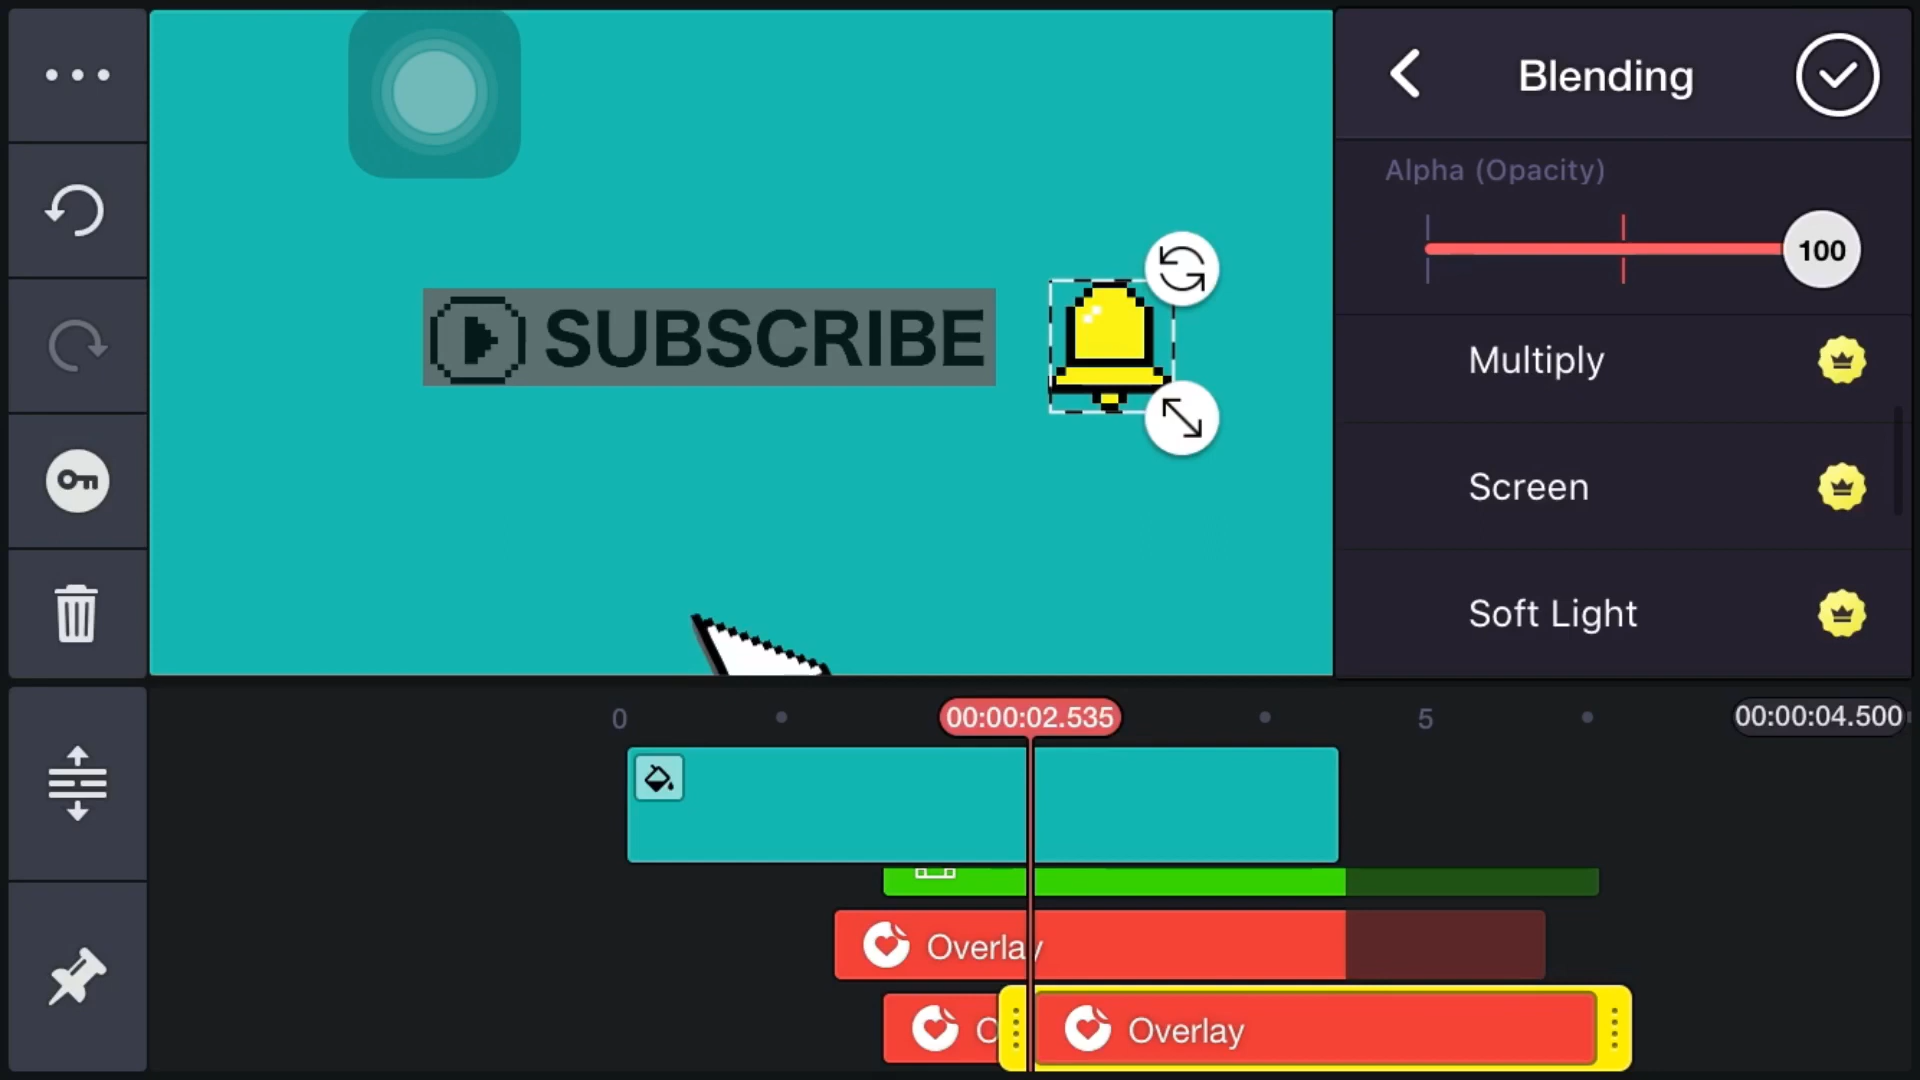 Blending
Alpha (Opacity)
100
SUBSCRIBE
Multiply
Screen
Soft Light
0
00:00:02.535
5
00:00:04.500
Overlay
O
Overlay